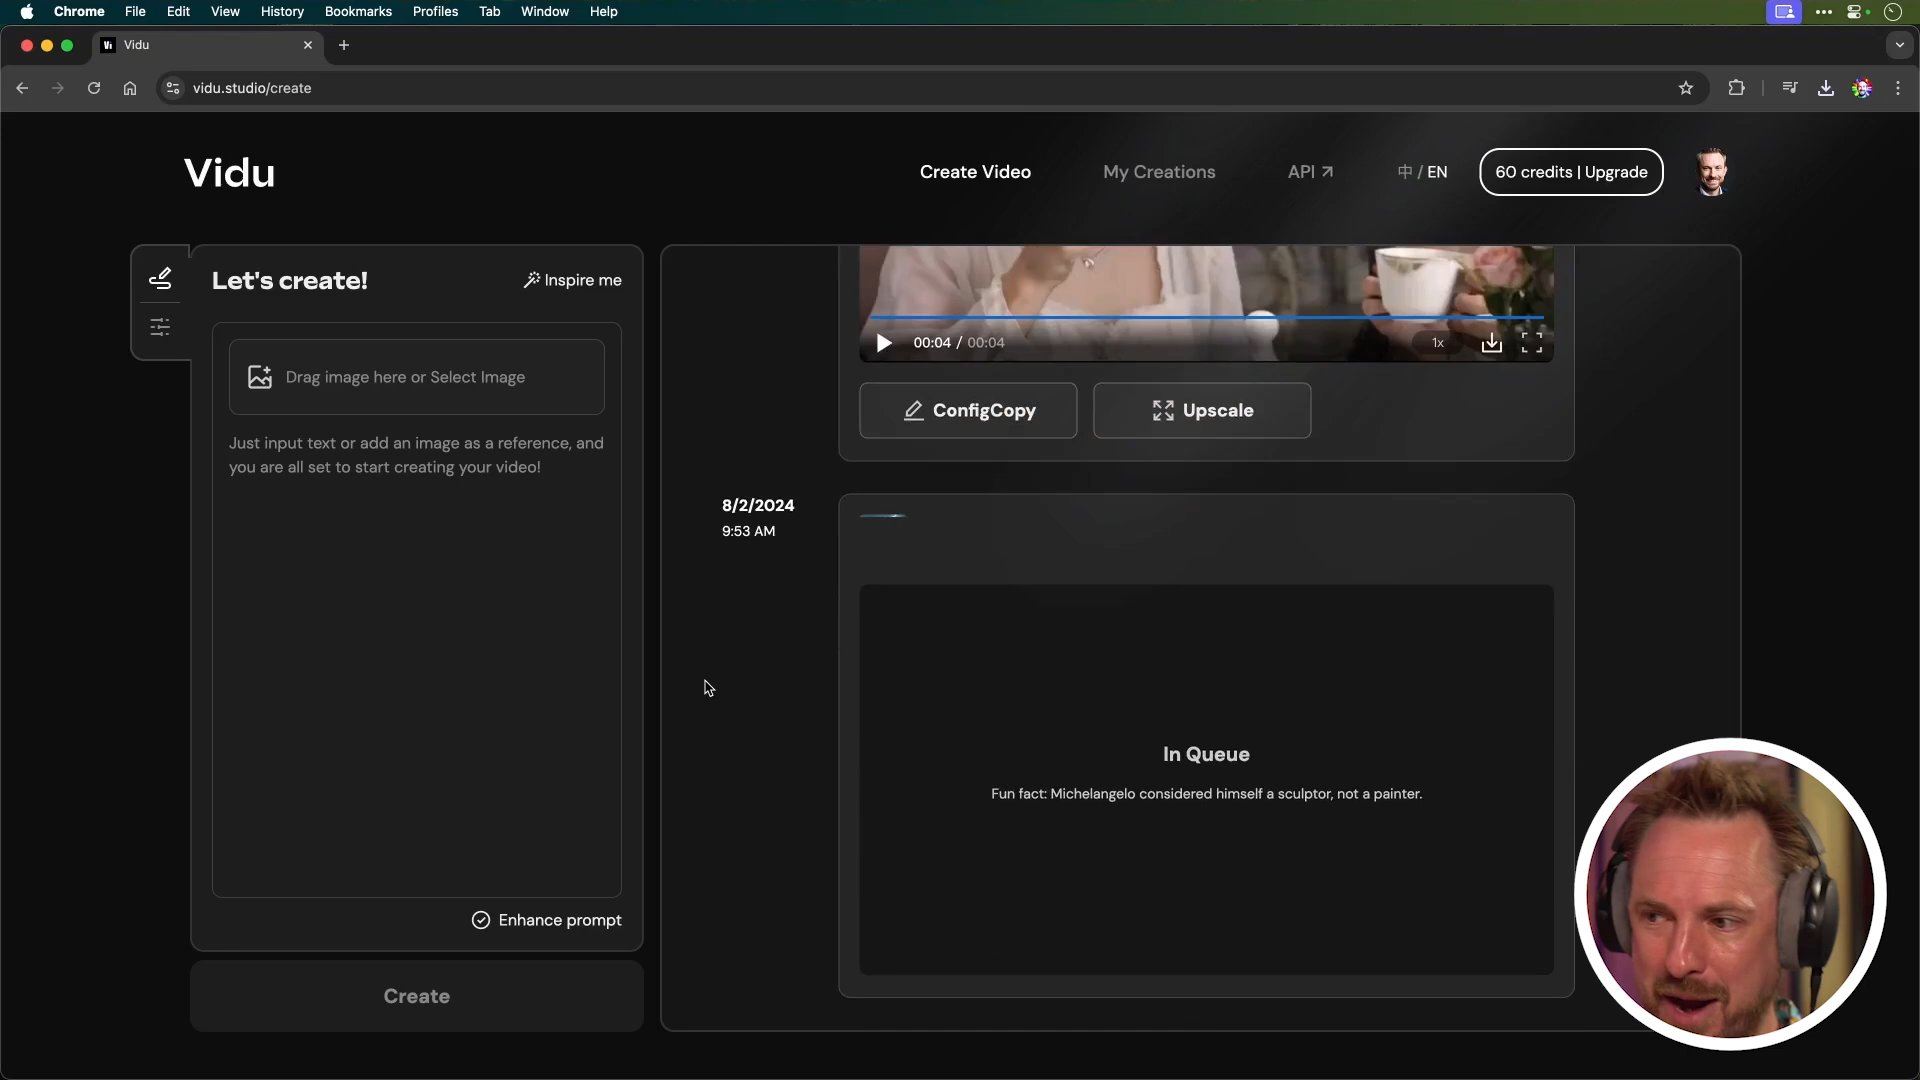 Chrome File Edit View History Bookmarks Profiles Tab Window Help
Vidu
vidu.studio/create
Vidu
Create Video
My Creations
API
中 / EN
60 credits | Upgrade
Let's create!
Inspire me
Drag image here or Select Image
Just input text or add an image as a reference, and
you are all set to start creating your video!
Enhance prompt
Create
00:04 / 00:04
1x
ConfigCopy
Upscale
8/2/2024
9:53 AM
In Queue
Fun fact: Michelangelo considered himself a sculptor, not a painter.